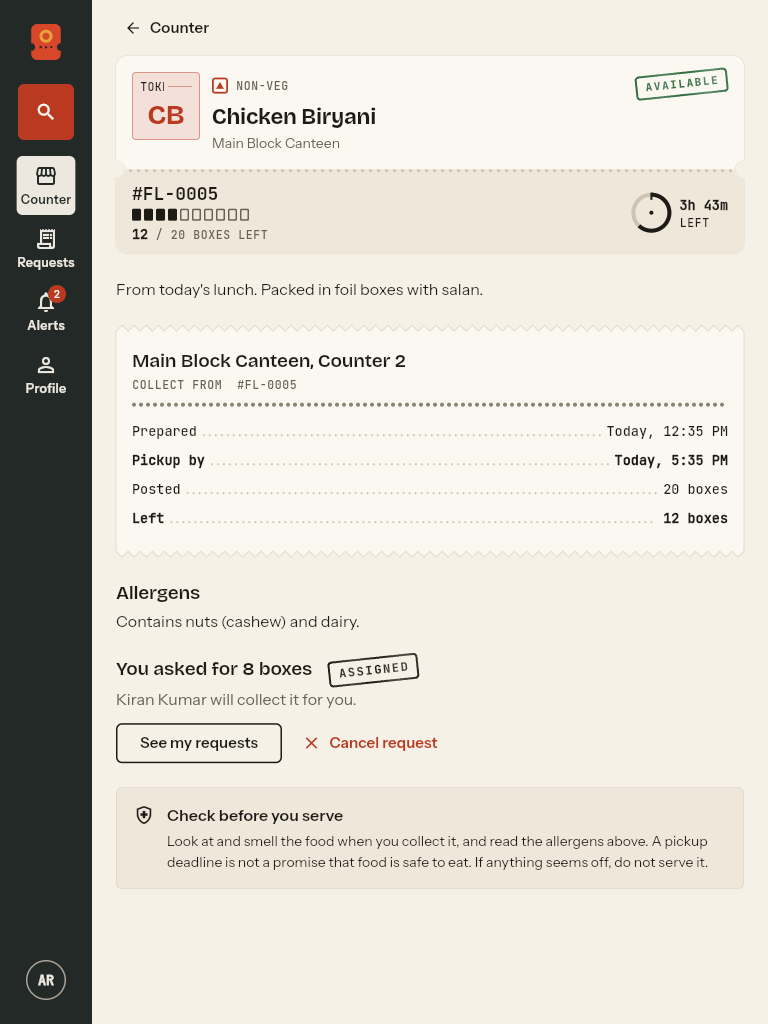 Counter
TOKI
CB
NON-VEG
Chicken Biryani
Main Block Canteen
AVAILABLE
#FL-0005
12 / 20 BOXES LEFT
3h 43m
LEFT
Counter
Requests
2
Alerts
Profile
From today's lunch. Packed in foil boxes with salan.
Main Block Canteen, Counter 2
COLLECT FROM #FL-0005
Prepared Today, 12:35 PM
Pickup by Today, 5:35 PM
Posted 20 boxes
Left 12 boxes
Allergens
Contains nuts (cashew) and dairy.
You asked for 8 boxes ASSIGNED
Kiran Kumar will collect it for you.
See my requests Cancel request
Check before you serve
Look at and smell the food when you collect it, and read the allergens above. A pickup
deadline is not a promise that food is safe to eat. If anything seems off, do not serve it.
AR